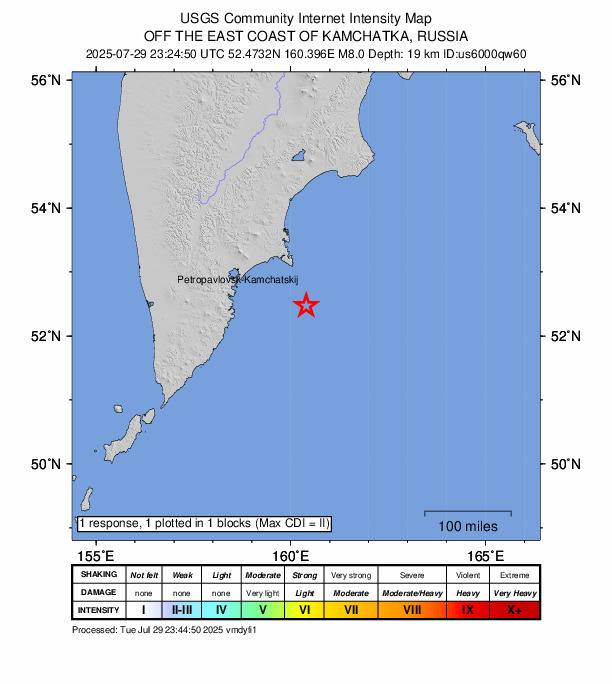 USGS Community Internet Intensity Map
OFF THE EAST COAST OF KAMCHATKA, RUSSIA
2025-07-29 23:24:50 UTC 52.4732N 160.396E M8.0 Depth: 19 km ID:us6000qw60
56°N 56°N
54°N 54°N
Petropavlovsk-Kamchatskij
52°N 52°N
50°N 50°N
1 response, 1 plotted in 1 blocks (Max CDI = II)
100 miles
155°E 160°E 165°E
SHAKING Not felt Weak Light Moderate Strong Very strong Severe Violent Extreme
DAMAGE none none none Very light Light Moderate Moderate/Heavy Heavy Very Heavy
INTENSITY I II-III IV V VI VII VIII IX X+
Processed: Tue Jul 29 23:44:50 2025 vmdyfi1